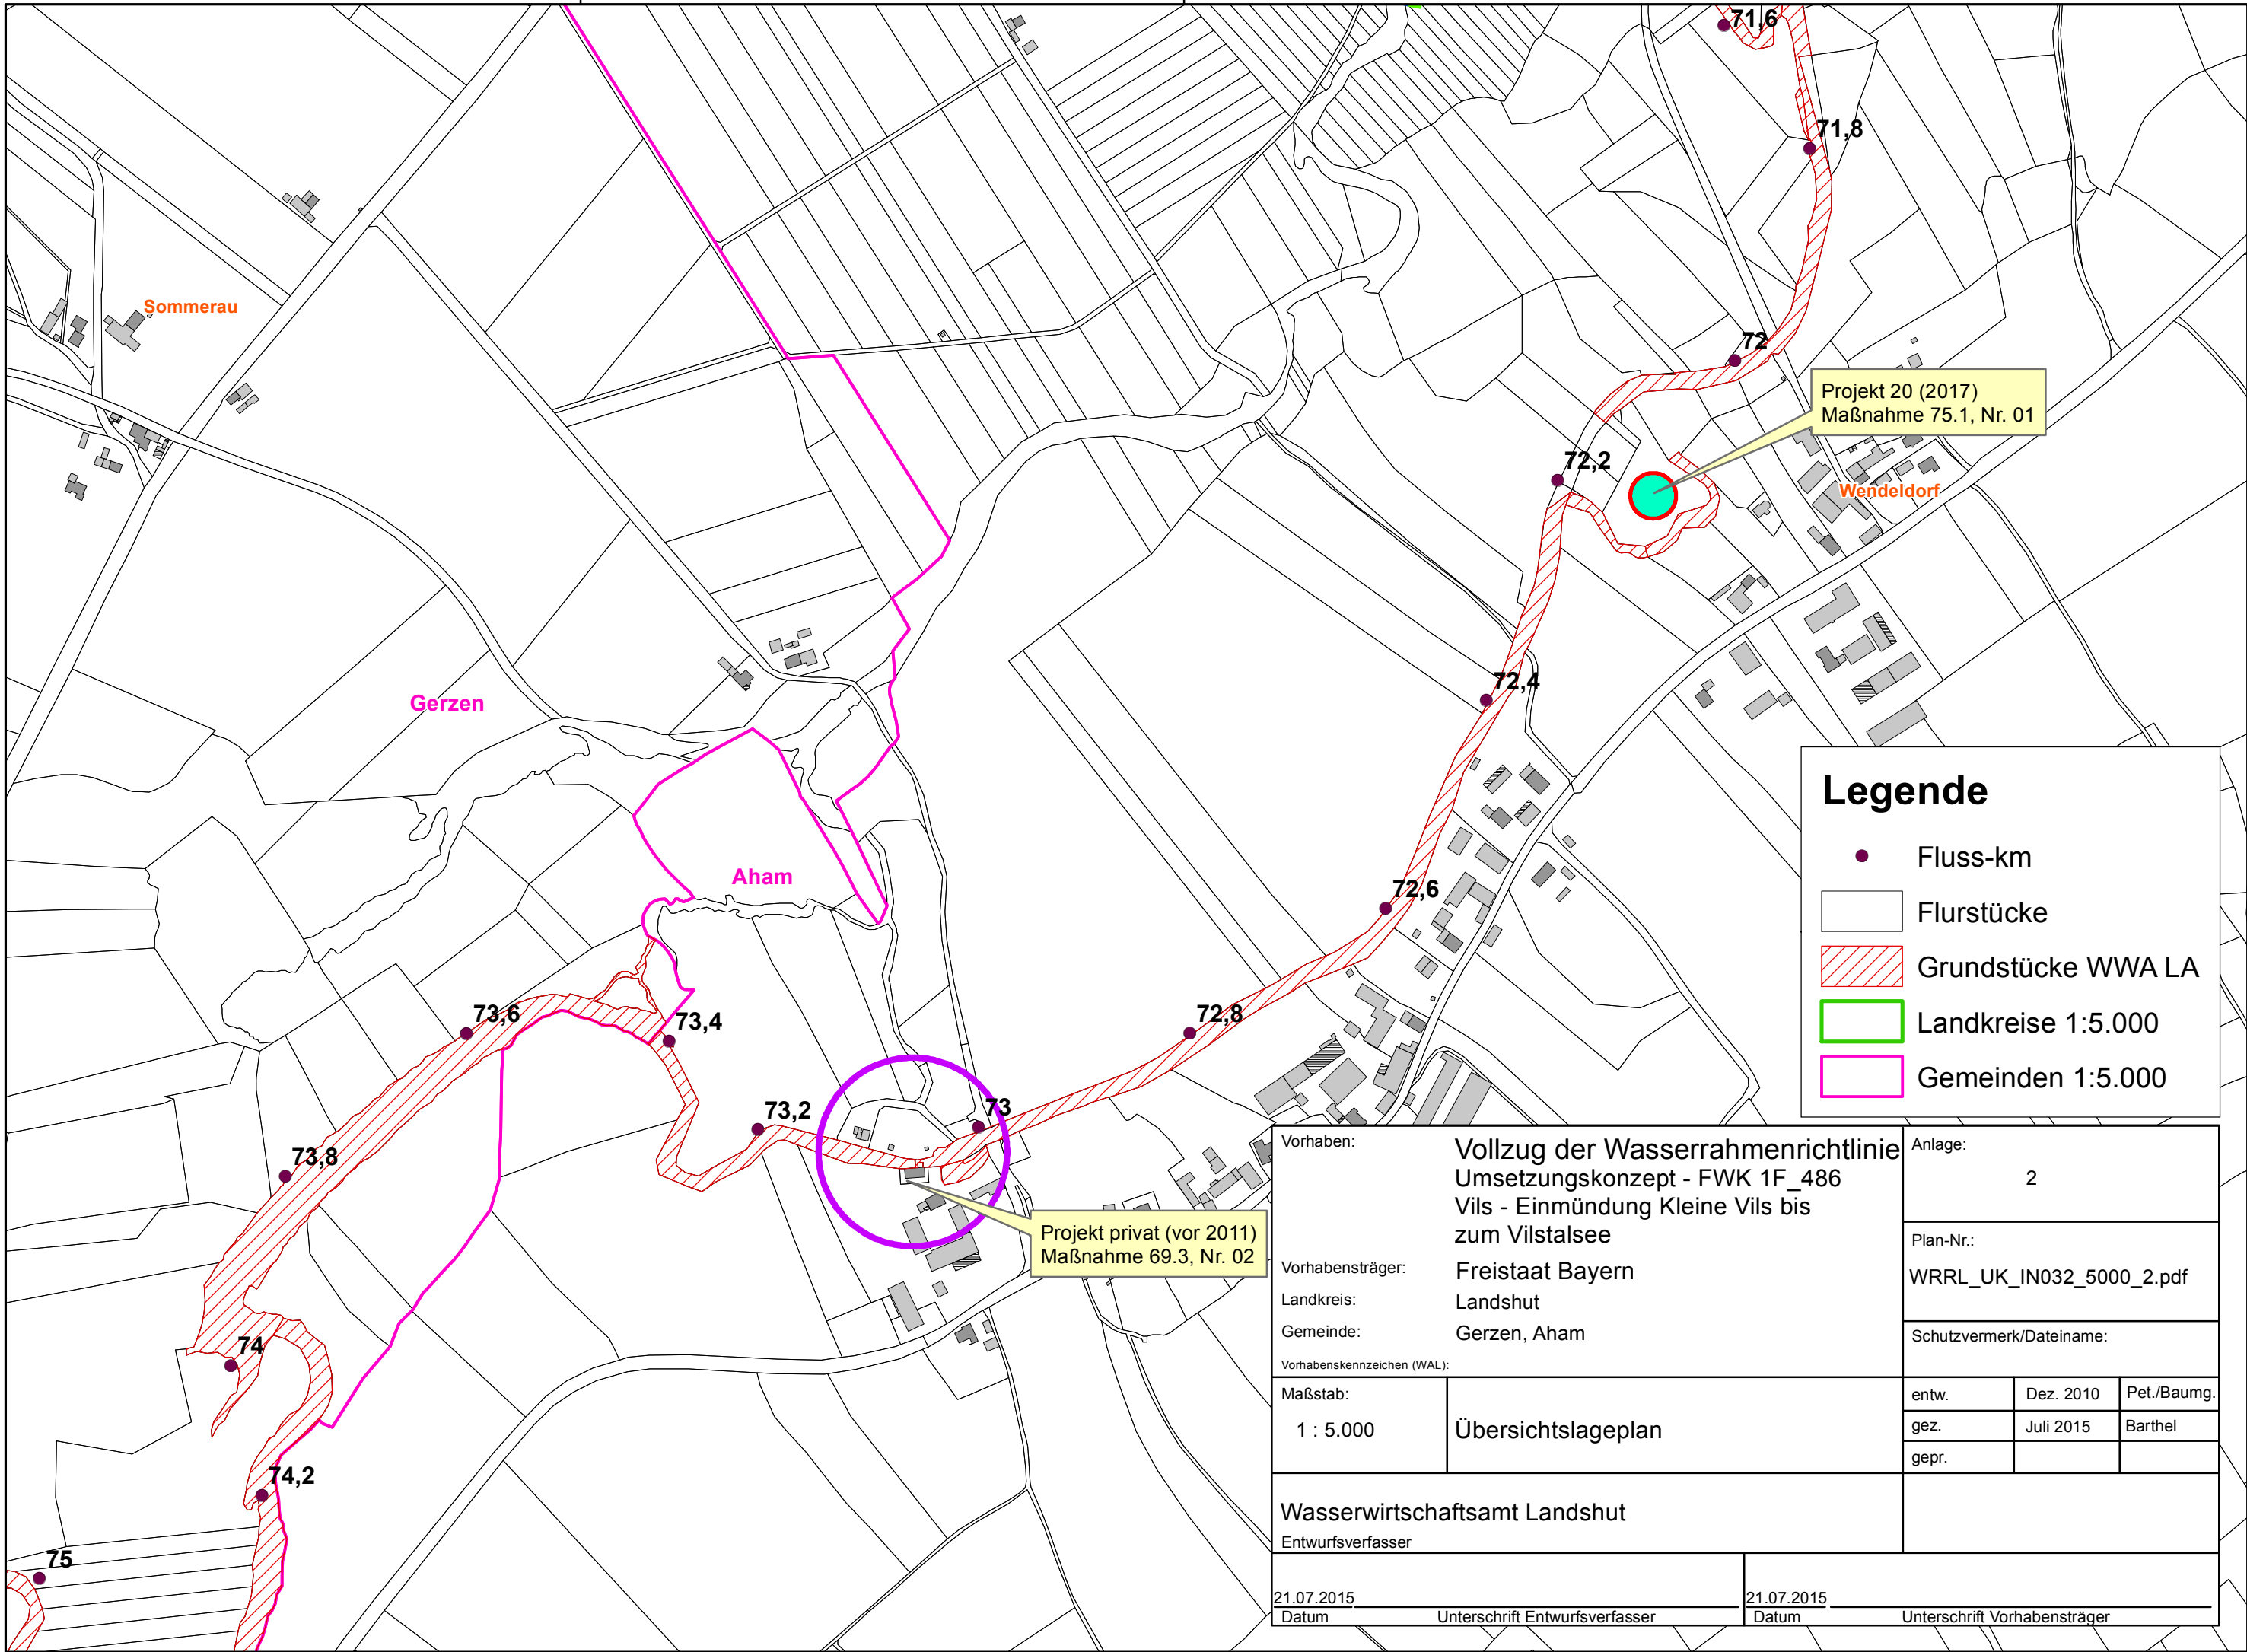 71,6
71,8
Sommerau
72
Projekt 20 (2017)
Maßnahme 75.1, Nr. 01
72,2
Wendeldorf
72,4
Gerzen
Aham
72,6
73,6
73,4
72,8
73,2
73
73,8
Projekt privat (vor 2011)
Maßnahme 69.3, Nr. 02
74
74,2
75
Legende
Fluss-km
Flurstücke
Grundstücke WWA LA
Landkreise 1:5.000
Gemeinden 1:5.000
Vorhaben:
Vollzug der Wasserrahmenrichtlinie
Umsetzungskonzept - FWK 1F_486
Vils - Einmündung Kleine Vils bis
zum Vilstalsee
Vorhabensträger: Freistaat Bayern
Landkreis: Landshut
Gemeinde: Gerzen, Aham
Vorhabenskennzeichen (WAL):
Anlage:
2
Plan-Nr.:
WRRL_UK_IN032_5000_2.pdf
Schutzvermerk/Dateiname:
Maßstab:
1 : 5.000
Übersichtslageplan
entw. Dez. 2010 Pet./Baumg.
gez. Juli 2015 Barthel
gepr.
Wasserwirtschaftsamt Landshut
Entwurfsverfasser
21.07.2015
Datum Unterschrift Entwurfsverfasser
21.07.2015
Datum Unterschrift Vorhabensträger